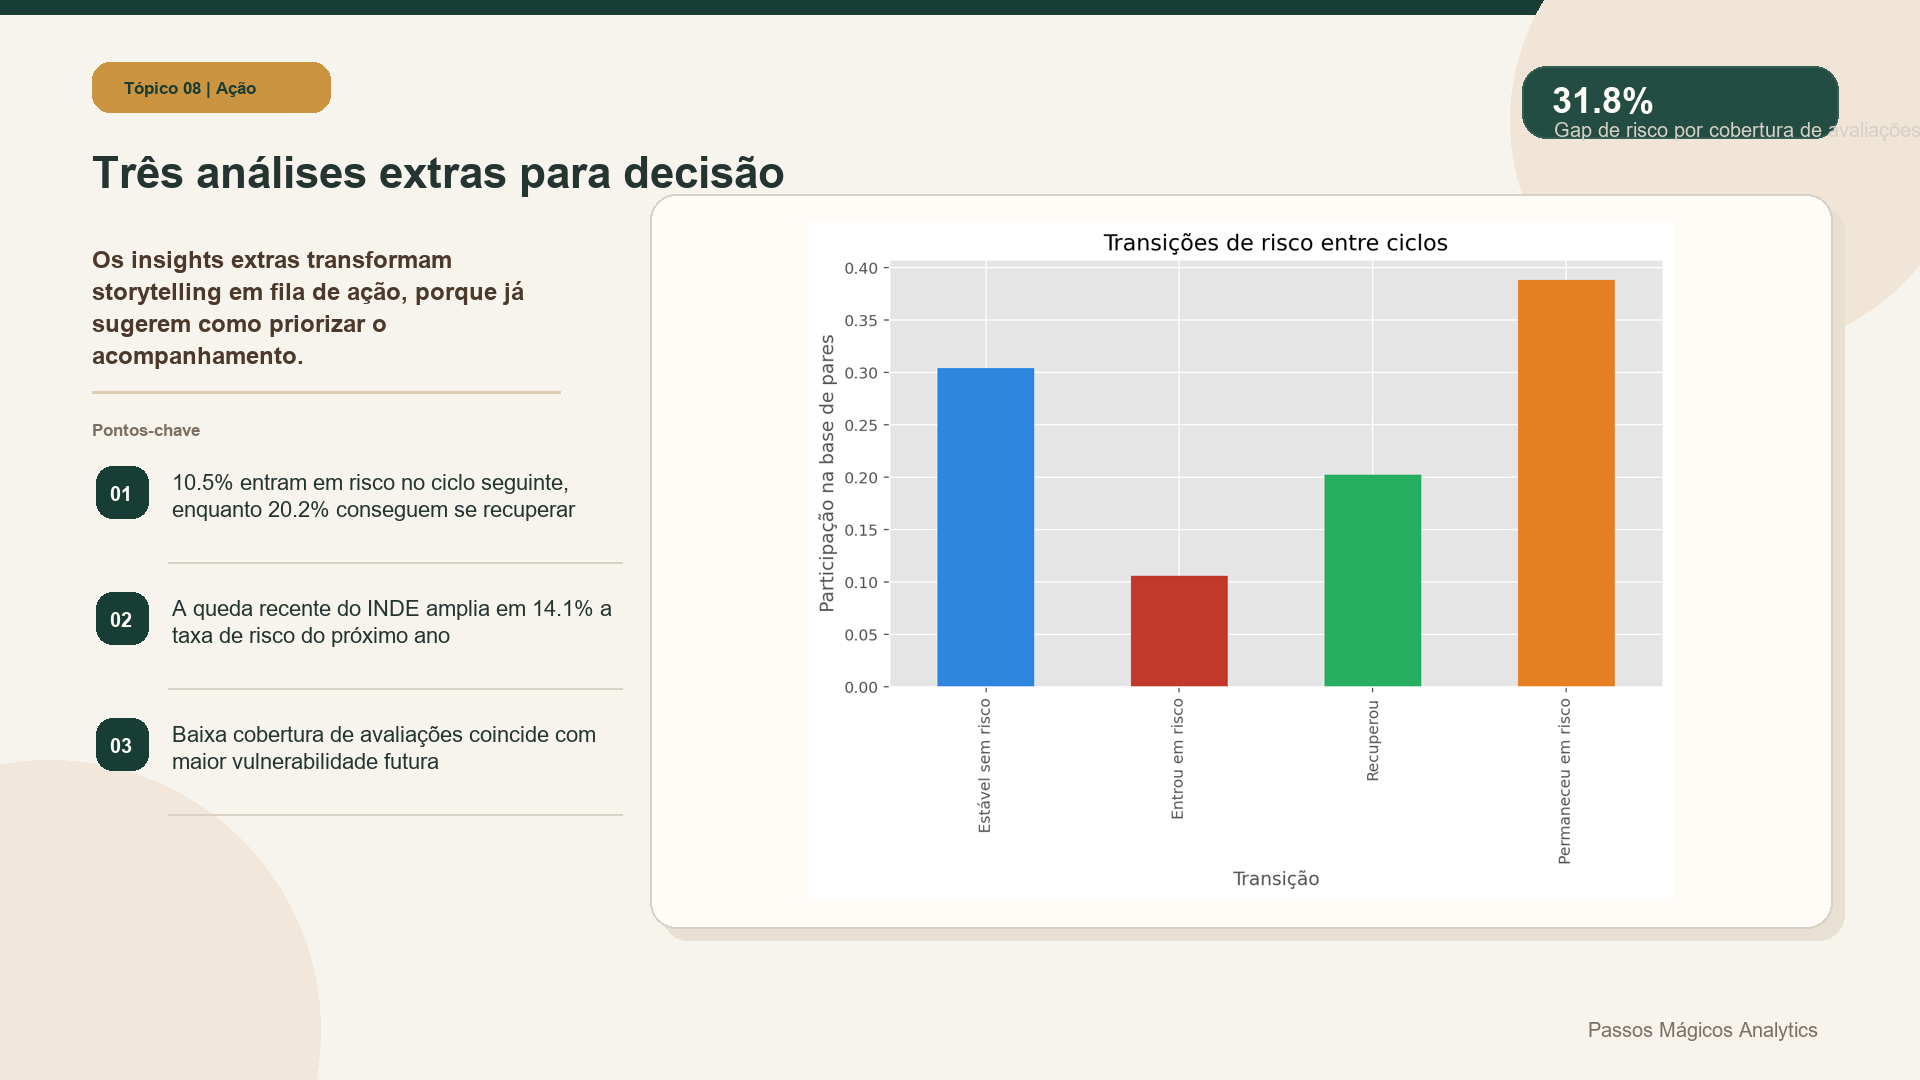 Tópico 08 | Ação
31.8%
Gap de risco por cobertura de avaliações
Três análises extras para decisão
Os insights extras transformam
storytelling em fila de ação, porque já
sugerem como priorizar o
acompanhamento.
Pontos-chave
01
10.5% entram em risco no ciclo seguinte,
enquanto 20.2% conseguem se recuperar
02
A queda recente do INDE amplia em 14.1% a
taxa de risco do próximo ano
03
Baixa cobertura de avaliações coincide com
maior vulnerabilidade futura
Transições de risco entre ciclos
Participação na base de pares
0.40
0.35
0.30
0.25
0.20
0.15
0.10
0.05
0.00
Estável sem risco
Entrou em risco
Recuperou
Permaneceu em risco
Transição
Passos Mágicos Analytics